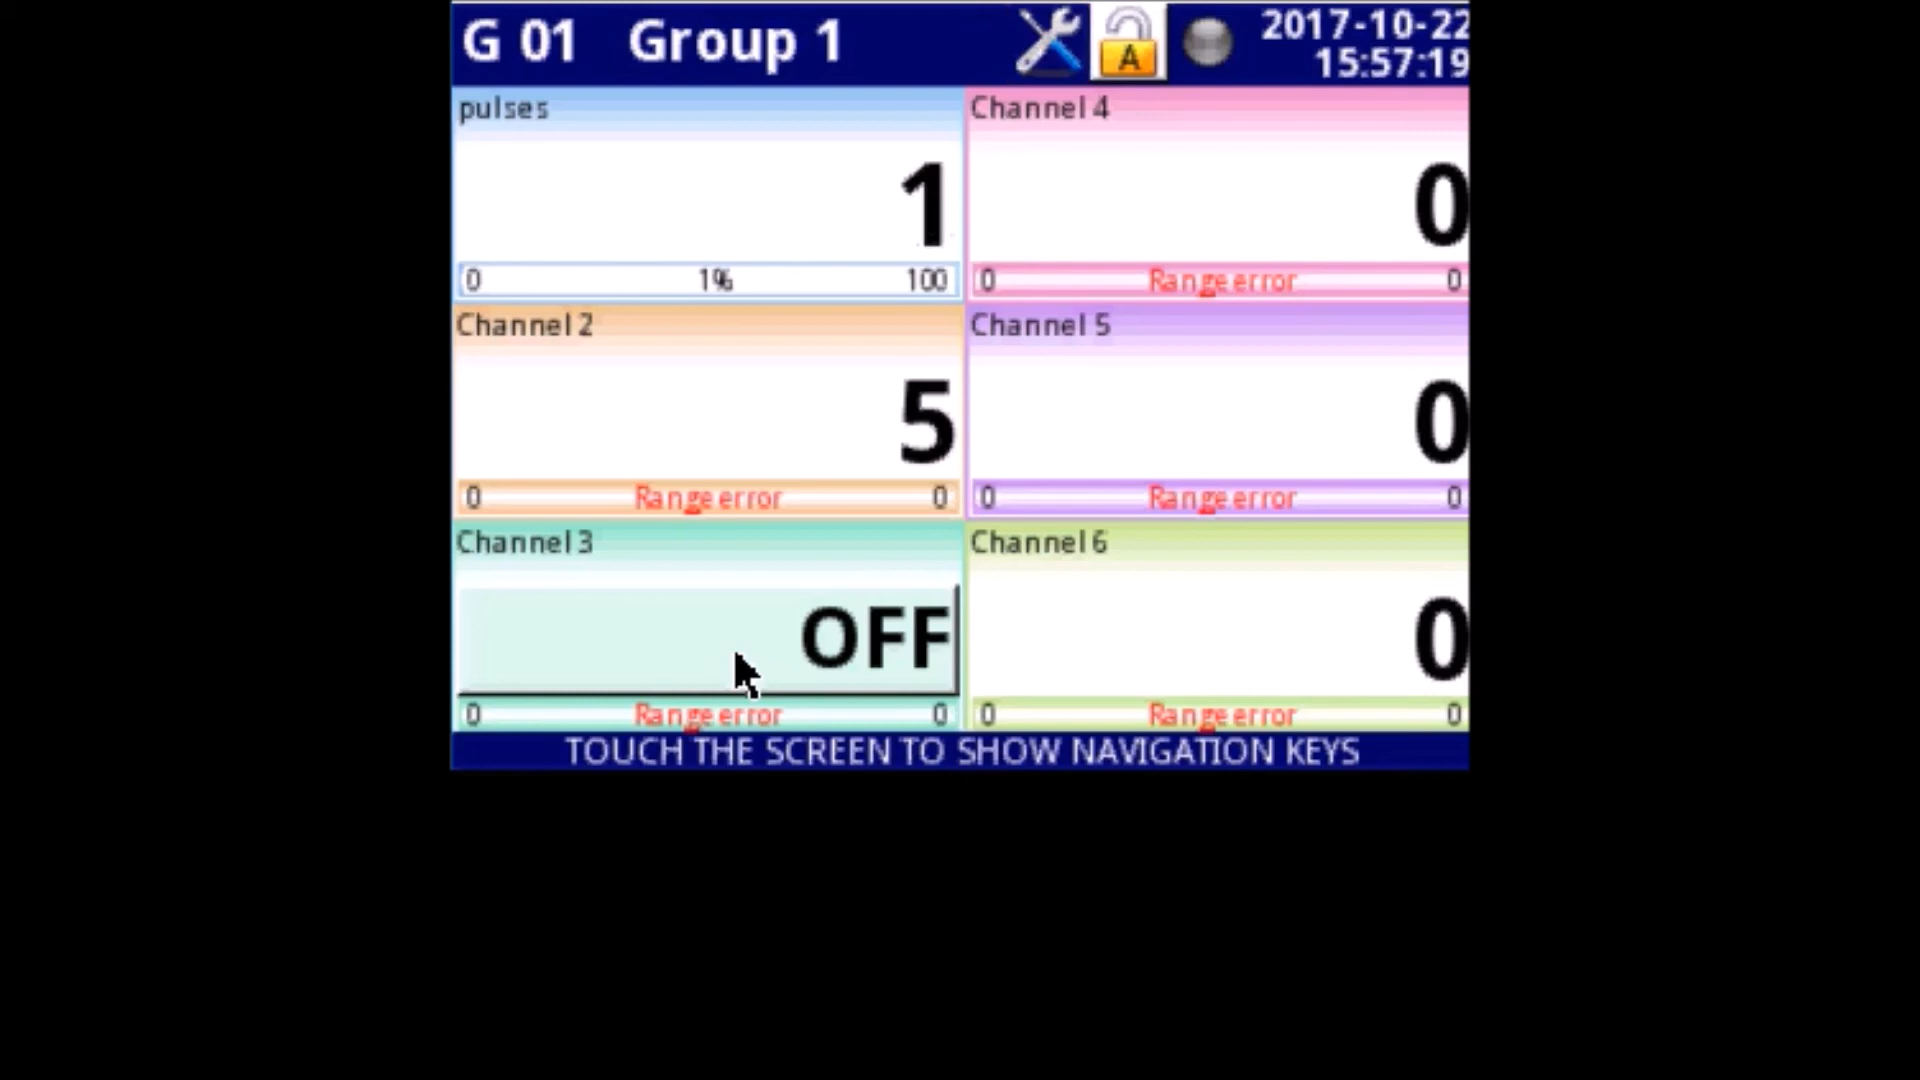 G 01 Group 1
A
2017-10-22
15:57:19
pulses
1
0 1% 100
Channel 2
5
0 Range error 0
Channel 3
OFF
0 Range error 0
Channel 4
0
0 Range error 0
Channel 5
0
0 Range error 0
Channel 6
0
0 Range error 0
TOUCH THE SCREEN TO SHOW NAVIGATION KEYS